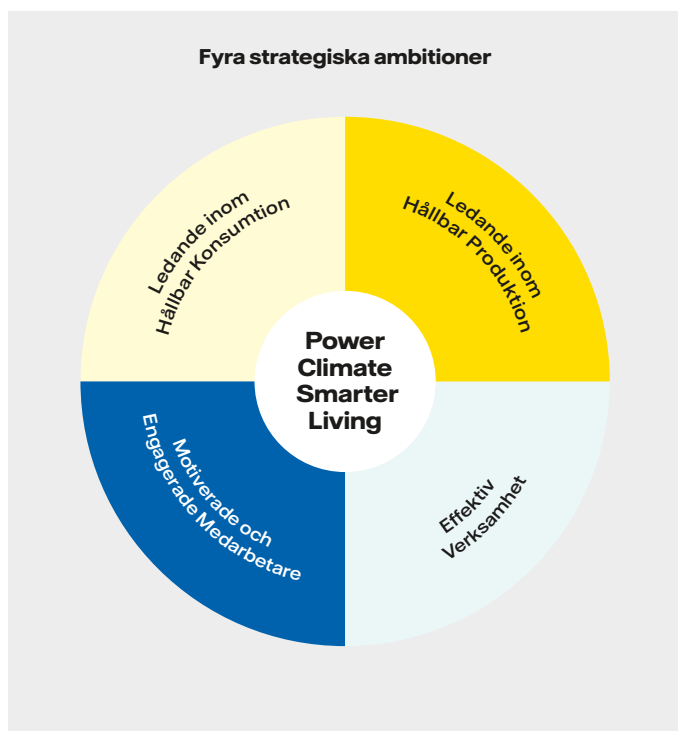 Fyra strategiska ambitioner
Ledande inom
Hållbar Konsumtion
Ledande inom
Hållbar Produktion
Power
Climate
Smarter
Living
Motiverade och
Engagerade Medarbetare
Effektiv
Verksamhet